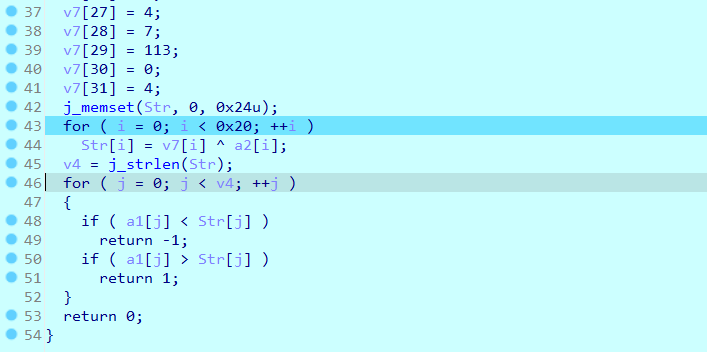 37 v7[27] = 4;
38 v7[28] = 7;
39 v7[29] = 113;
40 v7[30] = 0;
41 v7[31] = 4;
42 j_memset(Str, 0, 0x24u);
43 for ( i = 0; i < 0x20; ++i )
44 Str[i] = v7[i] ^ a2[i];
45 v4 = j_strlen(Str);
46 for ( j = 0; j < v4; ++j )
47 {
48 if ( a1[j] < Str[j] )
49 return -1;
50 if ( a1[j] > Str[j] )
51 return 1;
52 }
53 return 0;
54 }